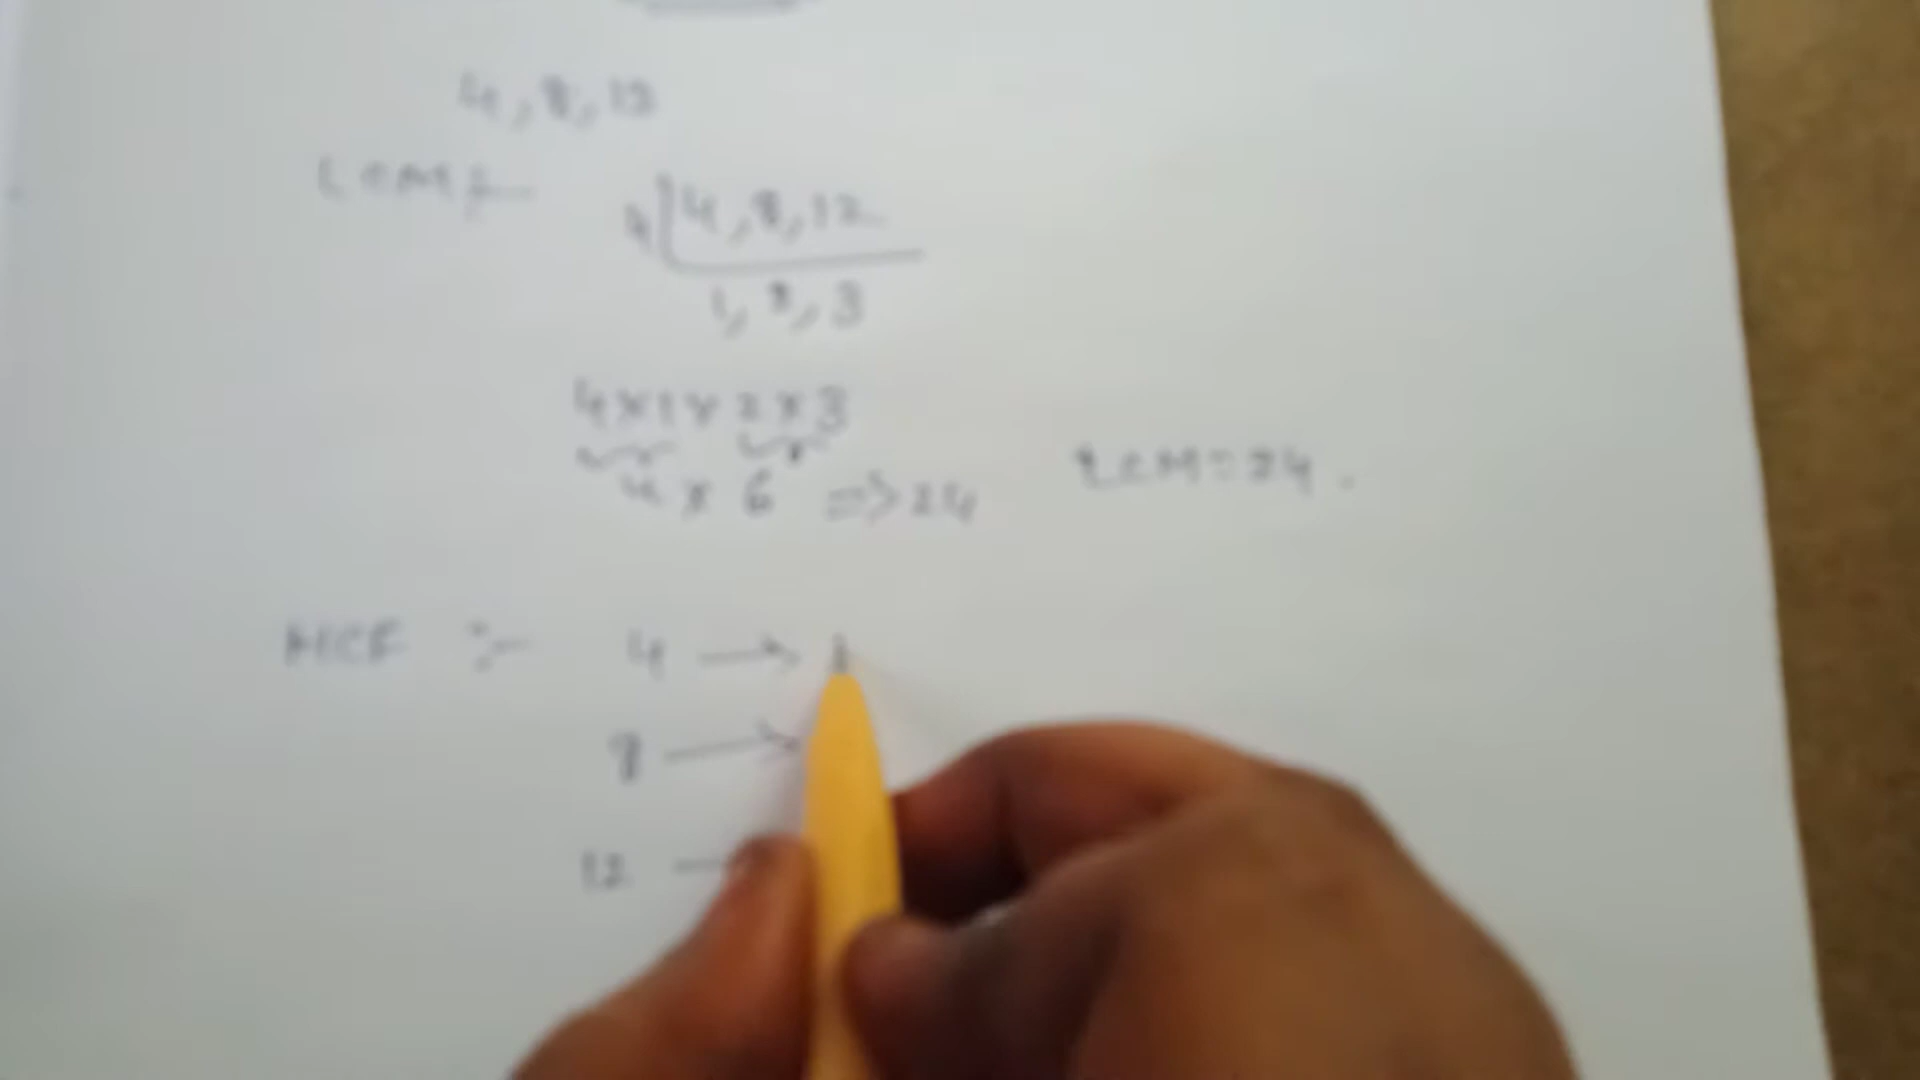 4, 8, 12
LCM :-
4 | 4, 8, 12
1, 2, 3
4 x 1 x 2 x 3
4 x 6 => 24
LCM = 24.
HCF :- 4 → 1
8 →
12 →